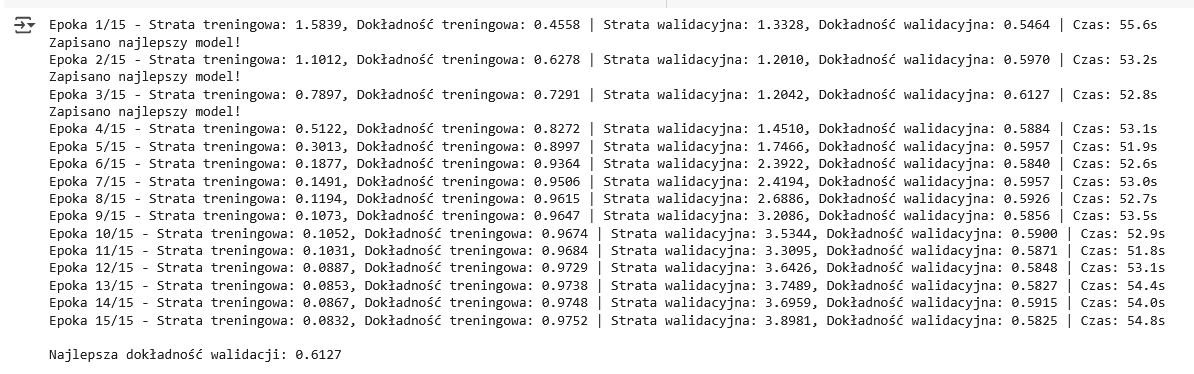 Epoka 1/15 - Strata treningowa: 1.5839, Dokładność treningowa: 0.4558 | Strata walidacyjna: 1.3328, Dokładność walidacyjna: 0.5464 | Czas: 55.6s
Zapisano najlepszy model!
Epoka 2/15 - Strata treningowa: 1.1012, Dokładność treningowa: 0.6278 | Strata walidacyjna: 1.2010, Dokładność walidacyjna: 0.5970 | Czas: 53.2s
Zapisano najlepszy model!
Epoka 3/15 - Strata treningowa: 0.7897, Dokładność treningowa: 0.7291 | Strata walidacyjna: 1.2042, Dokładność walidacyjna: 0.6127 | Czas: 52.8s
Zapisano najlepszy model!
Epoka 4/15 - Strata treningowa: 0.5122, Dokładność treningowa: 0.8272 | Strata walidacyjna: 1.4510, Dokładność walidacyjna: 0.5884 | Czas: 53.1s
Epoka 5/15 - Strata treningowa: 0.3013, Dokładność treningowa: 0.8997 | Strata walidacyjna: 1.7466, Dokładność walidacyjna: 0.5957 | Czas: 51.9s
Epoka 6/15 - Strata treningowa: 0.1877, Dokładność treningowa: 0.9364 | Strata walidacyjna: 2.3922, Dokładność walidacyjna: 0.5840 | Czas: 52.6s
Epoka 7/15 - Strata treningowa: 0.1491, Dokładność treningowa: 0.9506 | Strata walidacyjna: 2.4194, Dokładność walidacyjna: 0.5957 | Czas: 53.0s
Epoka 8/15 - Strata treningowa: 0.1194, Dokładność treningowa: 0.9615 | Strata walidacyjna: 2.6886, Dokładność walidacyjna: 0.5926 | Czas: 52.7s
Epoka 9/15 - Strata treningowa: 0.1073, Dokładność treningowa: 0.9647 | Strata walidacyjna: 3.2086, Dokładność walidacyjna: 0.5856 | Czas: 53.5s
Epoka 10/15 - Strata treningowa: 0.1052, Dokładność treningowa: 0.9674 | Strata walidacyjna: 3.5344, Dokładność walidacyjna: 0.5900 | Czas: 52.9s
Epoka 11/15 - Strata treningowa: 0.1031, Dokładność treningowa: 0.9684 | Strata walidacyjna: 3.3095, Dokładność walidacyjna: 0.5871 | Czas: 51.8s
Epoka 12/15 - Strata treningowa: 0.0887, Dokładność treningowa: 0.9729 | Strata walidacyjna: 3.6426, Dokładność walidacyjna: 0.5848 | Czas: 53.1s
Epoka 13/15 - Strata treningowa: 0.0853, Dokładność treningowa: 0.9738 | Strata walidacyjna: 3.7489, Dokładność walidacyjna: 0.5827 | Czas: 54.4s
Epoka 14/15 - Strata treningowa: 0.0867, Dokładność treningowa: 0.9748 | Strata walidacyjna: 3.6959, Dokładność walidacyjna: 0.5915 | Czas: 54.0s
Epoka 15/15 - Strata treningowa: 0.0832, Dokładność treningowa: 0.9752 | Strata walidacyjna: 3.8981, Dokładność walidacyjna: 0.5825 | Czas: 54.8s
Najlepsza dokładność walidacji: 0.6127